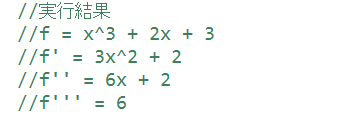 //実行結果
//f = x^3 + 2x + 3
//f' = 3x^2 + 2
//f'' = 6x + 2
//f''' = 6